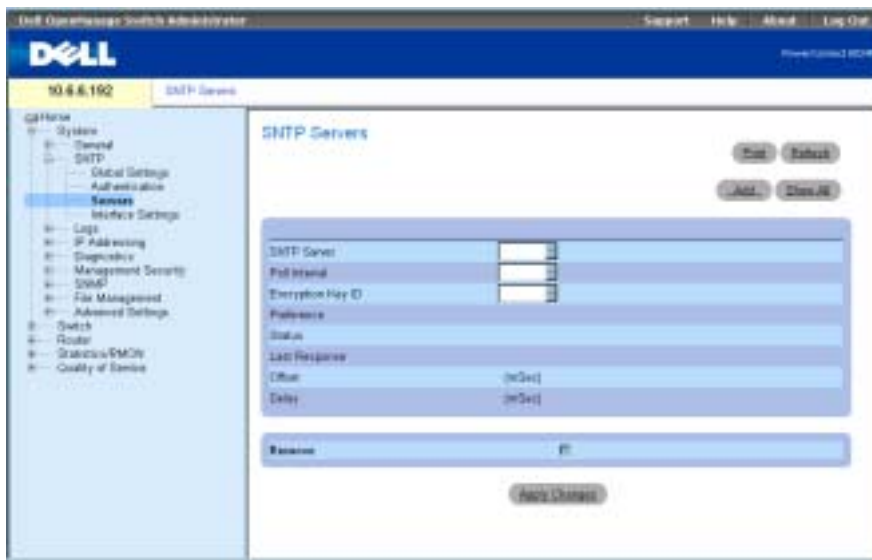 Dell OpenManage Switch Administrator
Support Help About Log Out
DELL
10.6.6.192
SNTP Servers
Home
System
General
SNTP
Global Settings
Authentication
Servers
Interface Settings
Logs
IP Addressing
Diagnostics
Management Security
SNMP
File Management
Advanced Settings
Switch
Router
Statistics/RMON
Quality of Service
SNTP Servers
Print Refresh
Add Show All
SNTP Server
Poll Interval
Encryption Key ID
Preference
Status
Last Response
Offset (mSec)
Delay (mSec)
Remove
Apply Changes